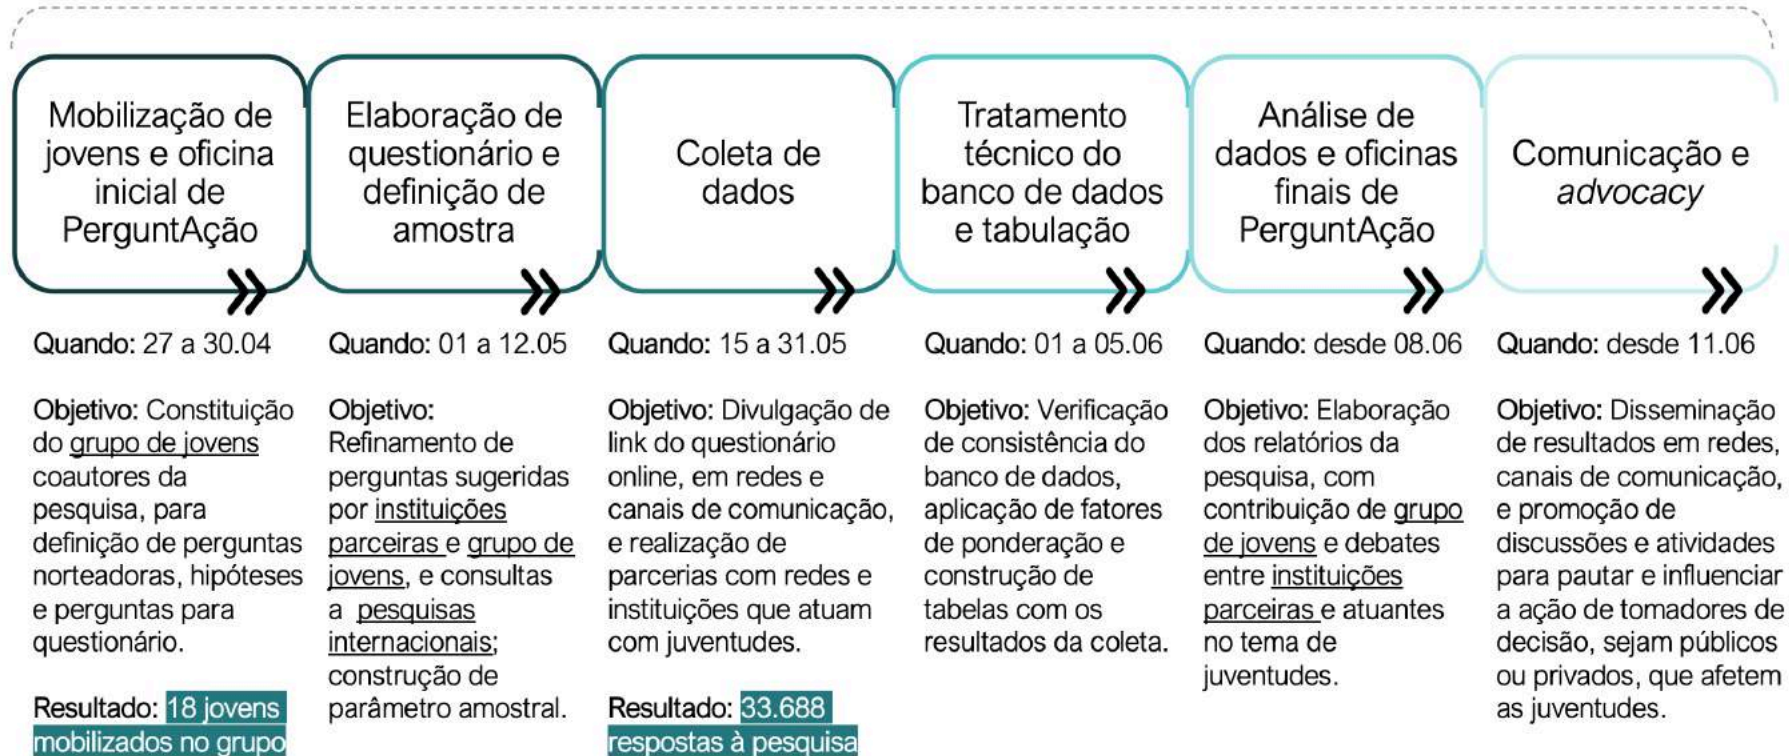 Mobilização de
jovens e oficina
inicial de
PerguntAção
Elaboração de
questionário e
definição de
amostra
Coleta de
dados
Tratamento
técnico do
banco de dados
e tabulação
Análise de
dados e oficinas
finais de
PerguntAção
Comunicação e
advocacy
Quando: 27 a 30.04
Objetivo: Constituição
do grupo de jovens
coautores da
pesquisa, para
definição de perguntas
norteadoras, hipóteses
e perguntas para
questionário.
Resultado: 18 jovens
mobilizados no grupo
Quando: 01 a 12.05
Objetivo:
Refinamento de
perguntas sugeridas
por instituições
parceiras e grupo de
jovens, e consultas
a pesquisas
internacionais;
construção de
parâmetro amostral.
Quando: 15 a 31.05
Objetivo: Divulgação de
link do questionário
online, em redes e
canais de comunicação,
e realização de
parcerias com redes e
instituições que atuam
com juventudes.
Resultado: 33.688
respostas à pesquisa
Quando: 01 a 05.06
Objetivo: Verificação
de consistência do
banco de dados,
aplicação de fatores
de ponderação e
construção de
tabelas com os
resultados da coleta.
Quando: desde 08.06
Objetivo: Elaboração
dos relatórios da
pesquisa, com
contribuição de grupo
de jovens e debates
entre instituições
parceiras e atuantes
no tema de
juventudes.
Quando: desde 11.06
Objetivo: Disseminação
de resultados em redes,
canais de comunicação,
e promoção de
discussões e atividades
para pautar e influenciar
a ação de tomadores de
decisão, sejam públicos
ou privados, que afetem
as juventudes.